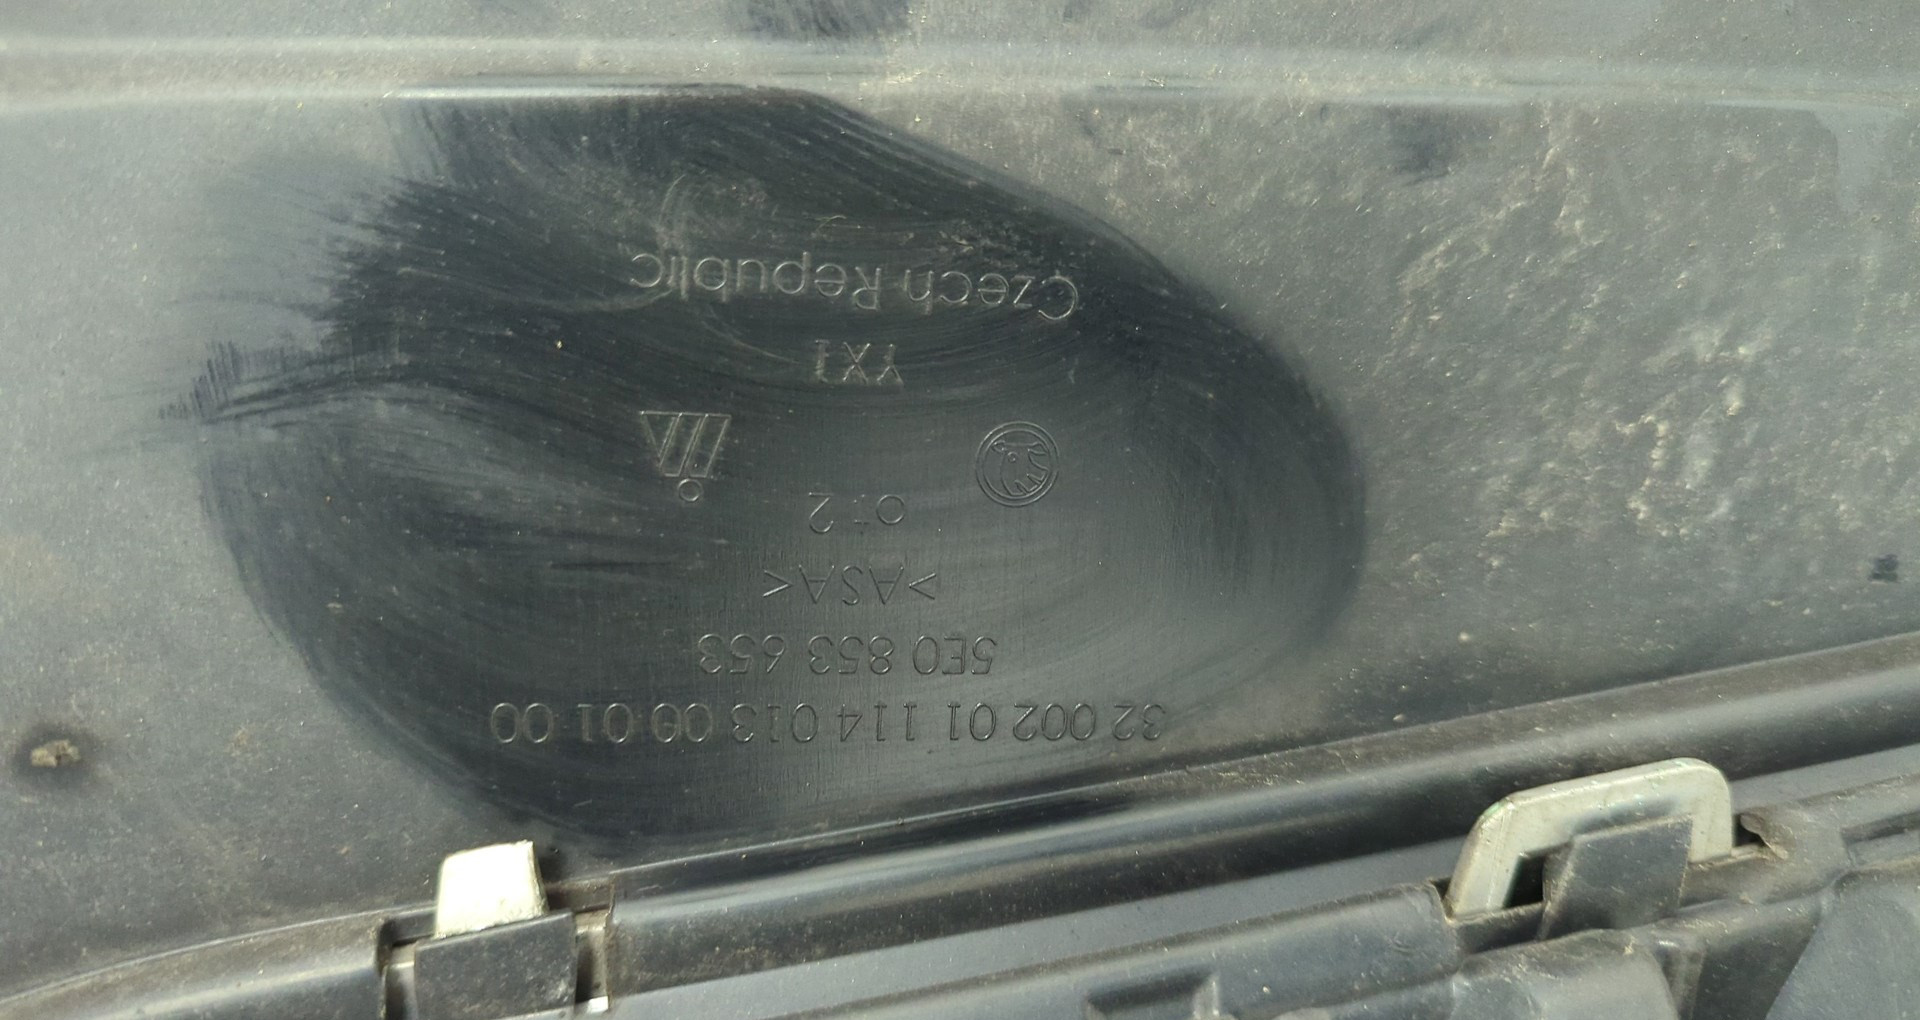 32 002 01 114 013 00 01 00
5E0 853 653
>ASA<
YX1
Czech Republic